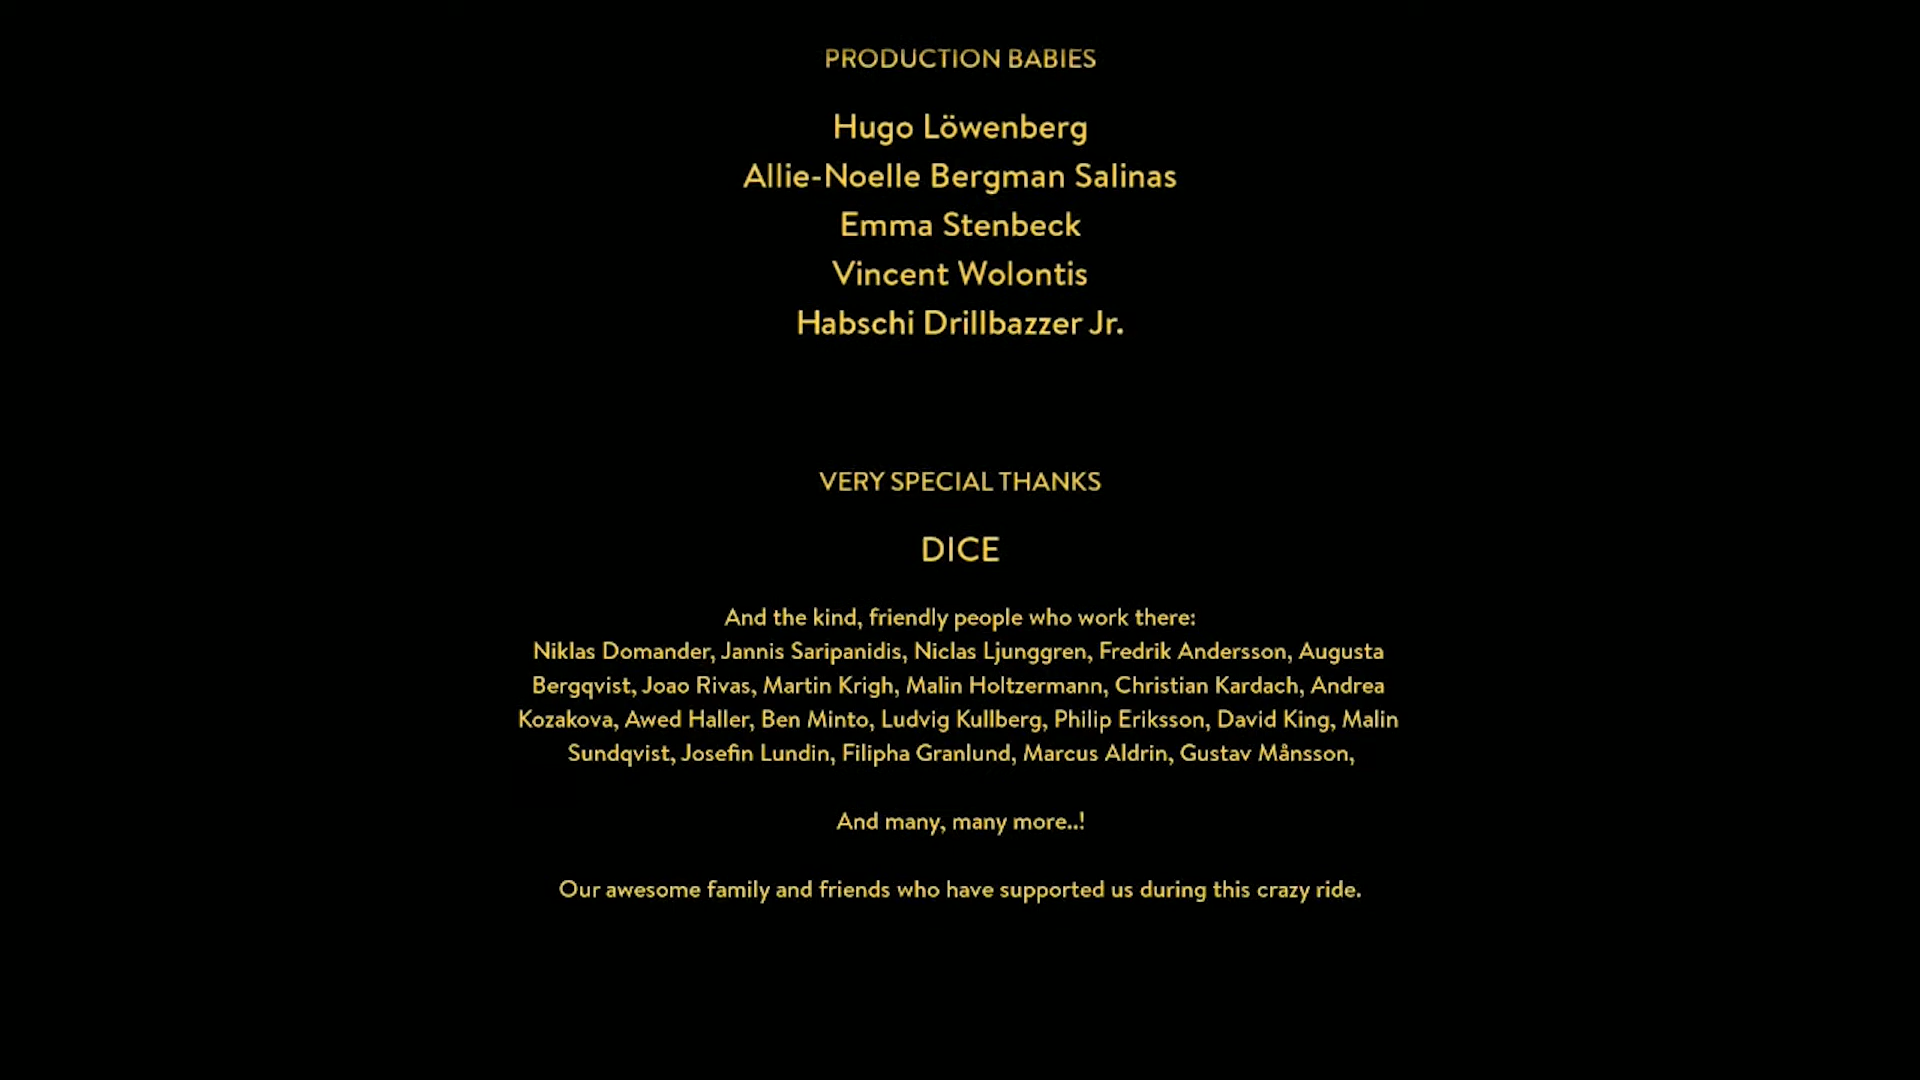 PRODUCTION BABIES
Hugo Löwenberg
Allie-Noelle Bergman Salinas
Emma Stenbeck
Vincent Wolontis
Habschi Drillbazzer Jr.
VERY SPECIAL THANKS
DICE
And the kind, friendly people who work there:
Niklas Domander, Jannis Saripanidis, Niclas Ljunggren, Fredrik Andersson, Augusta
Bergqvist, Joao Rivas, Martin Krigh, Malin Holtzermann, Christian Kardach, Andrea
Kozakova, Awed Haller, Ben Minto, Ludvig Kullberg, Philip Eriksson, David King, Malin
Sundqvist, Josefin Lundin, Filipha Granlund, Marcus Aldrin, Gustav Månsson,
And many, many more..!
Our awesome family and friends who have supported us during this crazy ride.